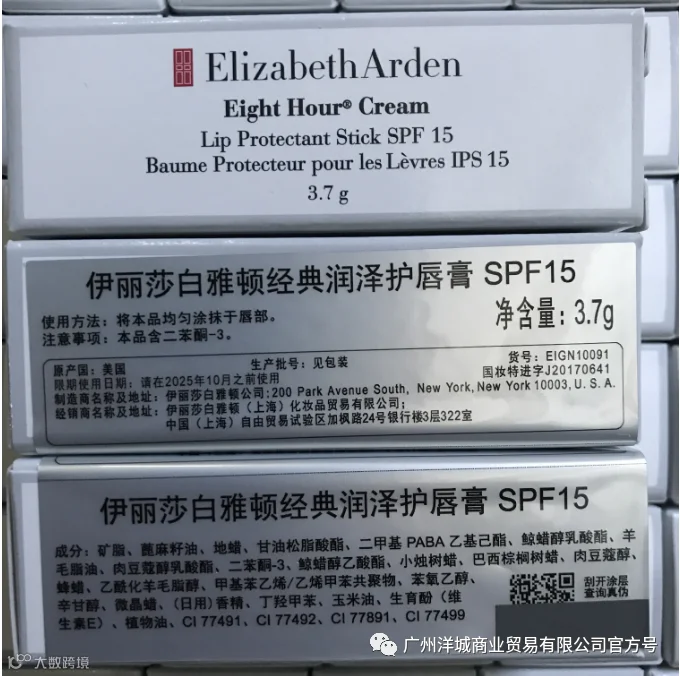 Elizabeth Arden
Eight Hour® Cream
Lip Protectant Stick SPF 15
Baume Protecteur pour les Lèvres IPS 15
3.7 g
伊丽莎白雅顿经典润泽护唇膏 SPF15
使用方法：将本品均匀涂抹于唇部。
净含量：3.7g
注意事项：本品含二苯酮-3。
原产国：美国
生产批号：见包装
货号：EIGN10091
限期使用日期：请在2025年10月之前使用
国妆特进字J20170641
制造商名称及地址：伊丽莎白雅顿公司；200 Park Avenue South, New York, New York 10003, U. S. A.
经销商名称及地址：伊丽莎白雅顿（上海）化妆品贸易有限公司；
中国（上海）自由贸易试验区加枫路24号银行楼3层322室
伊丽莎白雅顿经典润泽护唇膏 SPF15
成分：矿脂、蓖麻籽油、地蜡、甘油松脂酸酯、二甲基 PABA 乙基己酯、鲸蜡醇乳酸酯、羊
毛脂油、肉豆蔻醇乳酸酯、二苯酮-3、鲸蜡醇乙酸酯、小烛树蜡、巴西棕榈树蜡、肉豆蔻醇、
蜂蜡、乙酰化羊毛脂醇、甲基苯乙烯/乙烯甲苯共聚物、苯氧乙醇、
辛甘醇、微晶蜡、（日用）香精、丁羟甲苯、玉米油、生育酚（维
生素E）、植物油、CI 77491、CI 77492、CI 77891、CI 77499
刮开涂层
查询真伪
广州洋城商业贸易有限公司官方号
大数跨境